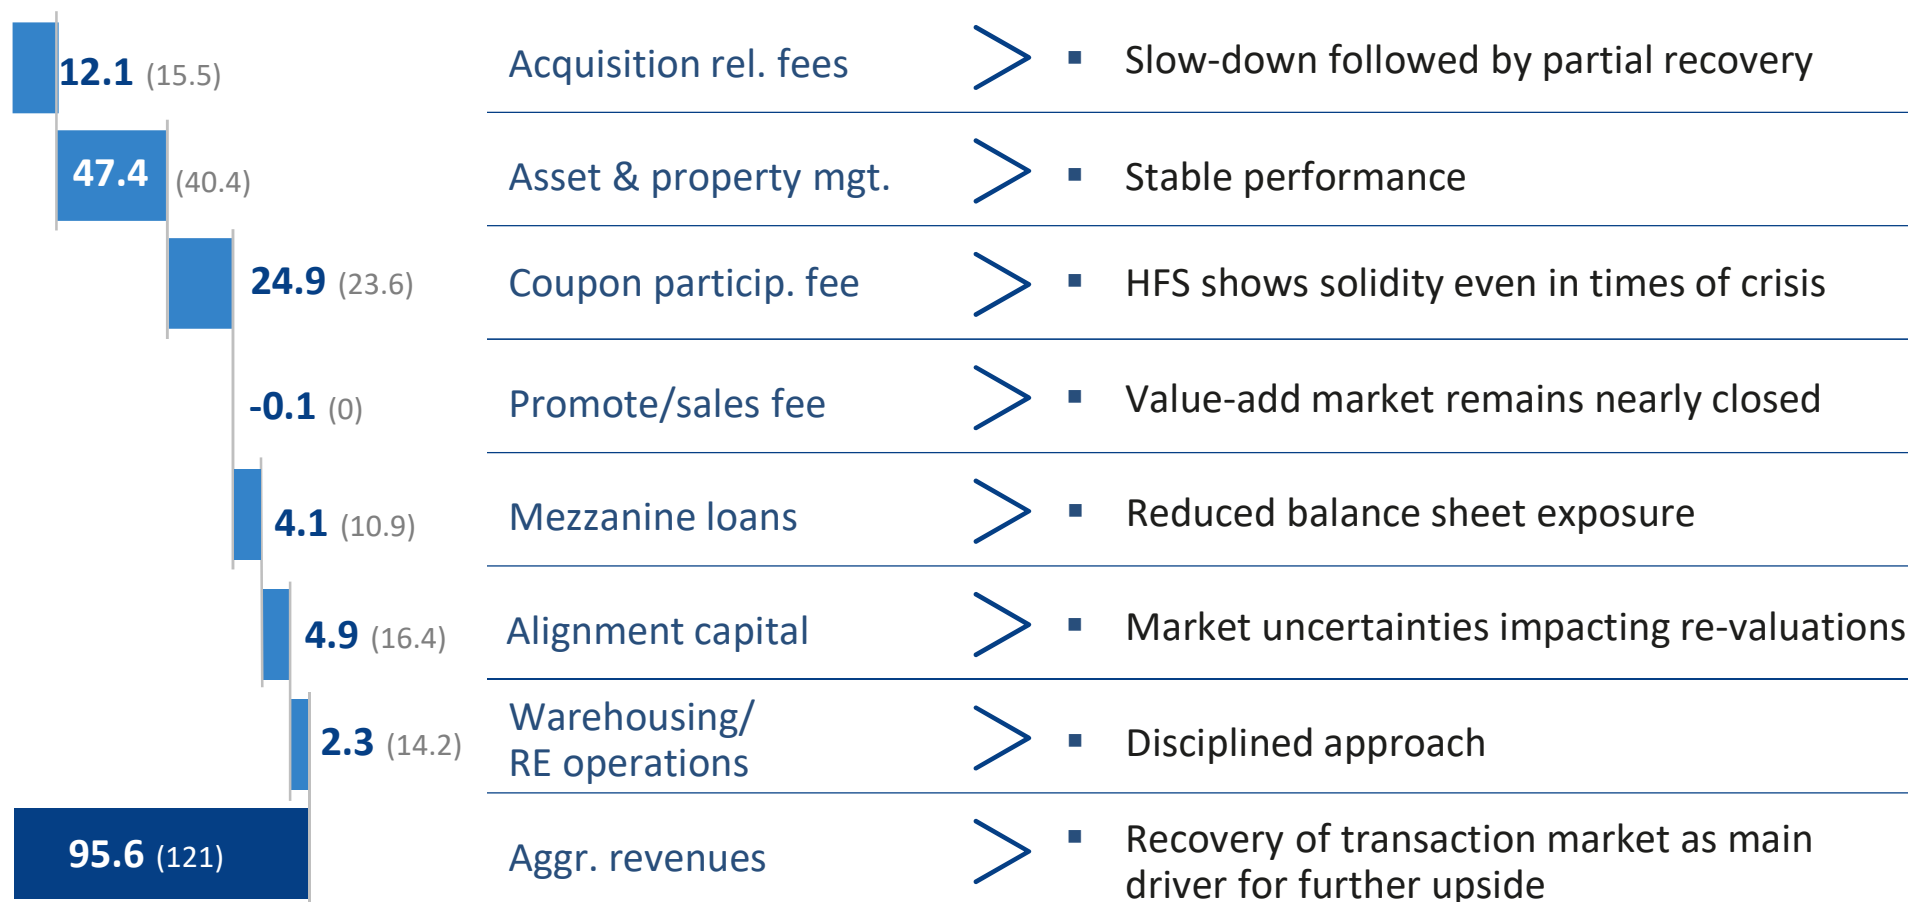 12.1 (15.5) Acquisition rel. fees ▪ Slow-down followed by partial recovery
47.4 (40.4) Asset & property mgt. ▪ Stable performance
24.9 (23.6) Coupon particip. fee ▪ HFS shows solidity even in times of crisis
-0.1 (0) Promote/sales fee ▪ Value-add market remains nearly closed
4.1 (10.9) Mezzanine loans ▪ Reduced balance sheet exposure
4.9 (16.4) Alignment capital ▪ Market uncertainties impacting re-valuations
2.3 (14.2) Warehousing/
RE operations ▪ Disciplined approach
95.6 (121) Aggr. revenues ▪ Recovery of transaction market as main
driver for further upside